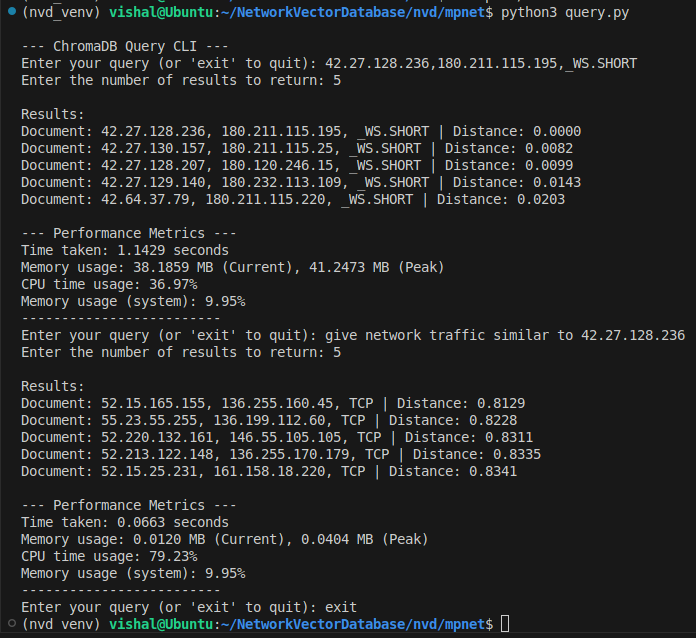 (nvd_venv) vishal@Ubuntu:~/NetworkVectorDatabase/nvd/mpnet$ python3 query.py
--- ChromaDB Query CLI ---
Enter your query (or 'exit' to quit): 42.27.128.236,180.211.115.195,_WS.SHORT
Enter the number of results to return: 5
Results:
Document: 42.27.128.236, 180.211.115.195, _WS.SHORT | Distance: 0.0000
Document: 42.27.130.157, 180.211.115.25, _WS.SHORT | Distance: 0.0082
Document: 42.27.128.207, 180.120.246.15, _WS.SHORT | Distance: 0.0099
Document: 42.27.129.140, 180.232.113.109, _WS.SHORT | Distance: 0.0143
Document: 42.64.37.79, 180.211.115.220, _WS.SHORT | Distance: 0.0203
--- Performance Metrics ---
Time taken: 1.1429 seconds
Memory usage: 38.1859 MB (Current), 41.2473 MB (Peak)
CPU time usage: 36.97%
Memory usage (system): 9.95%
-------------------------
Enter your query (or 'exit' to quit): give network traffic similar to 42.27.128.236
Enter the number of results to return: 5
Results:
Document: 52.15.165.155, 136.255.160.45, TCP | Distance: 0.8129
Document: 55.23.55.255, 136.199.112.60, TCP | Distance: 0.8228
Document: 52.220.132.161, 146.55.105.105, TCP | Distance: 0.8311
Document: 52.213.122.148, 136.255.170.179, TCP | Distance: 0.8335
Document: 52.15.25.231, 161.158.18.220, TCP | Distance: 0.8341
--- Performance Metrics ---
Time taken: 0.0663 seconds
Memory usage: 0.0120 MB (Current), 0.0404 MB (Peak)
CPU time usage: 79.23%
Memory usage (system): 9.95%
-------------------------
Enter your query (or 'exit' to quit): exit
(nvd_venv) vishal@Ubuntu:~/NetworkVectorDatabase/nvd/mpnet$